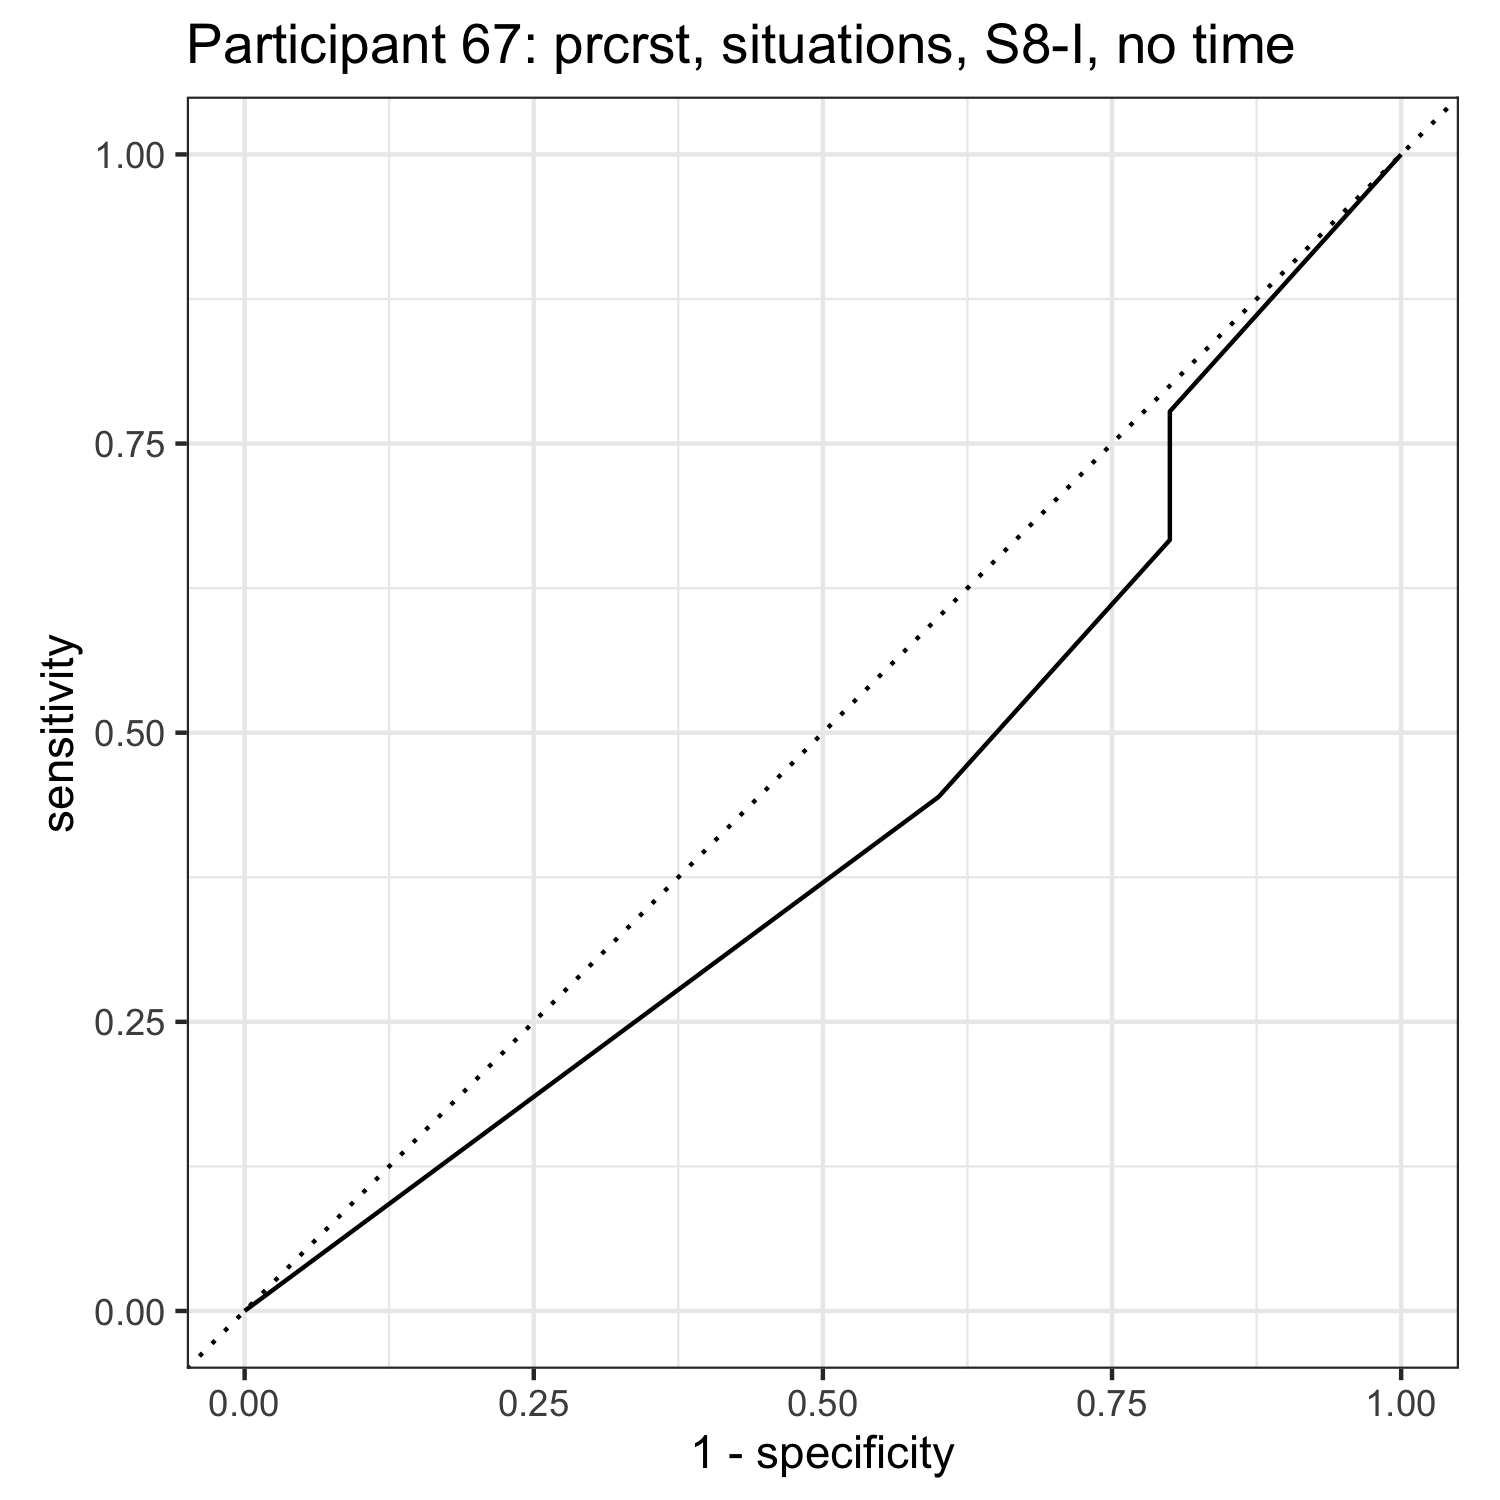 Participant 67: prcrst, situations, S8-I, no time
1.00
0.75
0.50
0.25
0.00
sensitivity
0.00 0.25 0.50 0.75 1.00
1 - specificity